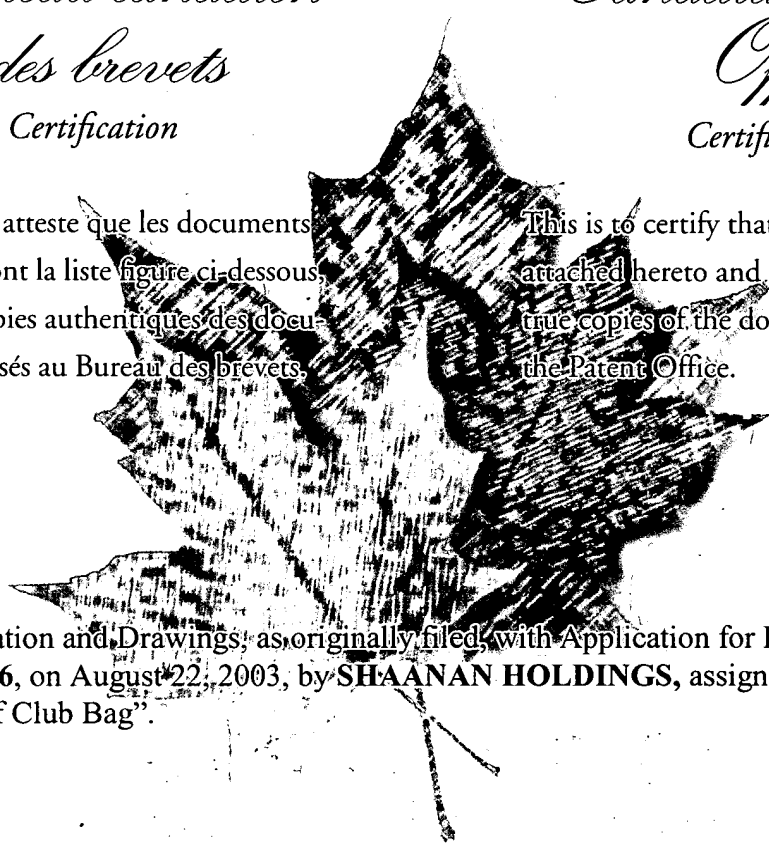 des brevets
Certification
atteste que les documents
ont la liste figure ci-dessous
pies authentiques des docu-
sés au Bureau des brevets.
Certifi
This is to certify that
attached hereto and
true copies of the do
the Patent Office.
ation and Drawings, as originally filed, with Application for
6, on August 22, 2003, by SHAANAN HOLDINGS, assign
f Club Bag”.